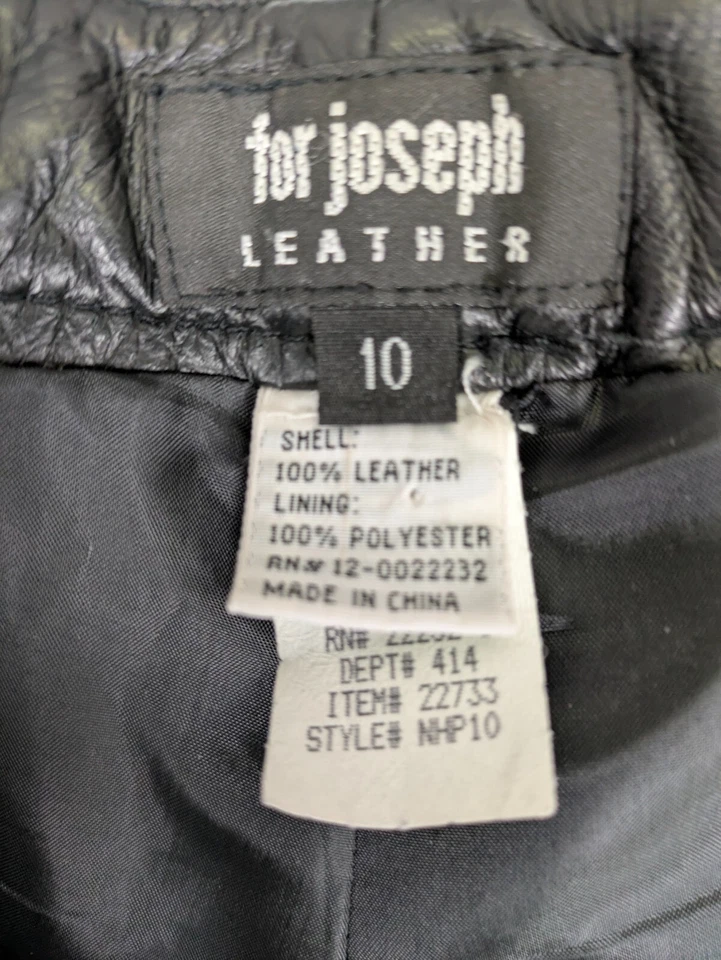 for joseph
LEATHER
10
SHELL:
100% LEATHER
LINING:
100% POLYESTER
RN# 12-0022232
MADE IN CHINA
RN#
DEPT# 414
ITEM# 22733
STYLE# NHP10